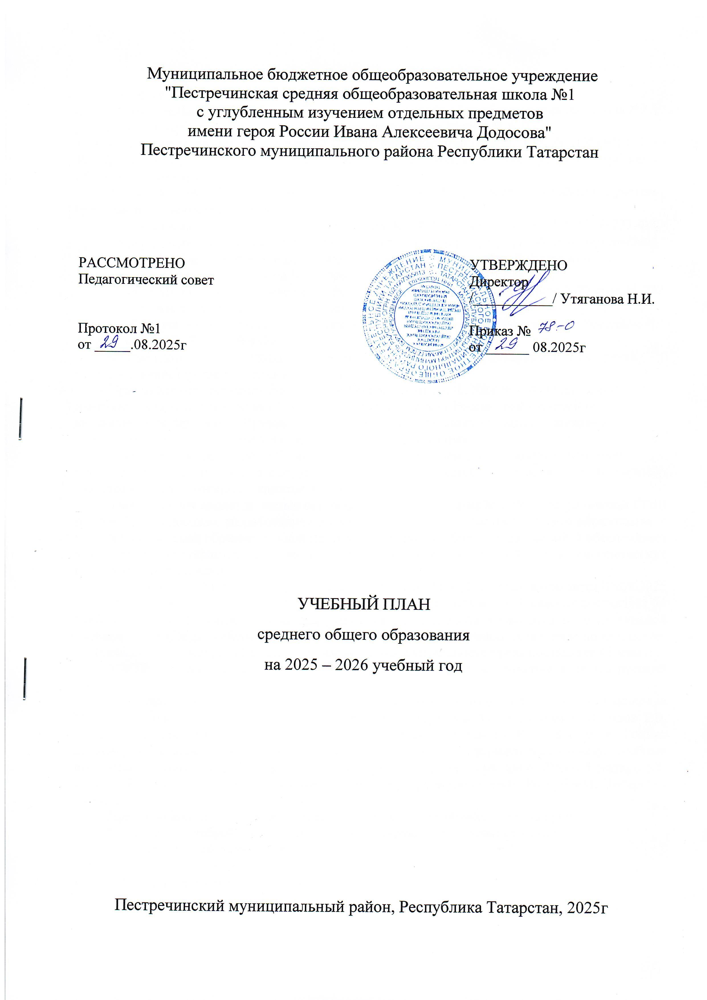 Муниципальное бюджетное общеобразовательное учреждение
"Пестречинская средняя общеобразовательная школа №1
с углубленным изучением отдельных предметов
имени героя России Ивана Алексеевича Додосова"
Пестречинского муниципального района Республики Татарстан
РАССМОТРЕНО
Педагогический совет
Протокол №1
от 29.08.2025г
УТВЕРЖДЕНО
Директор
/___________/ Утяганова Н.И.
Приказ № 78-О
от 29 08.2025г
УЧЕБНЫЙ ПЛАН
среднего общего образования
на 2025 – 2026 учебный год
Пестречинский муниципальный район, Республика Татарстан, 2025г